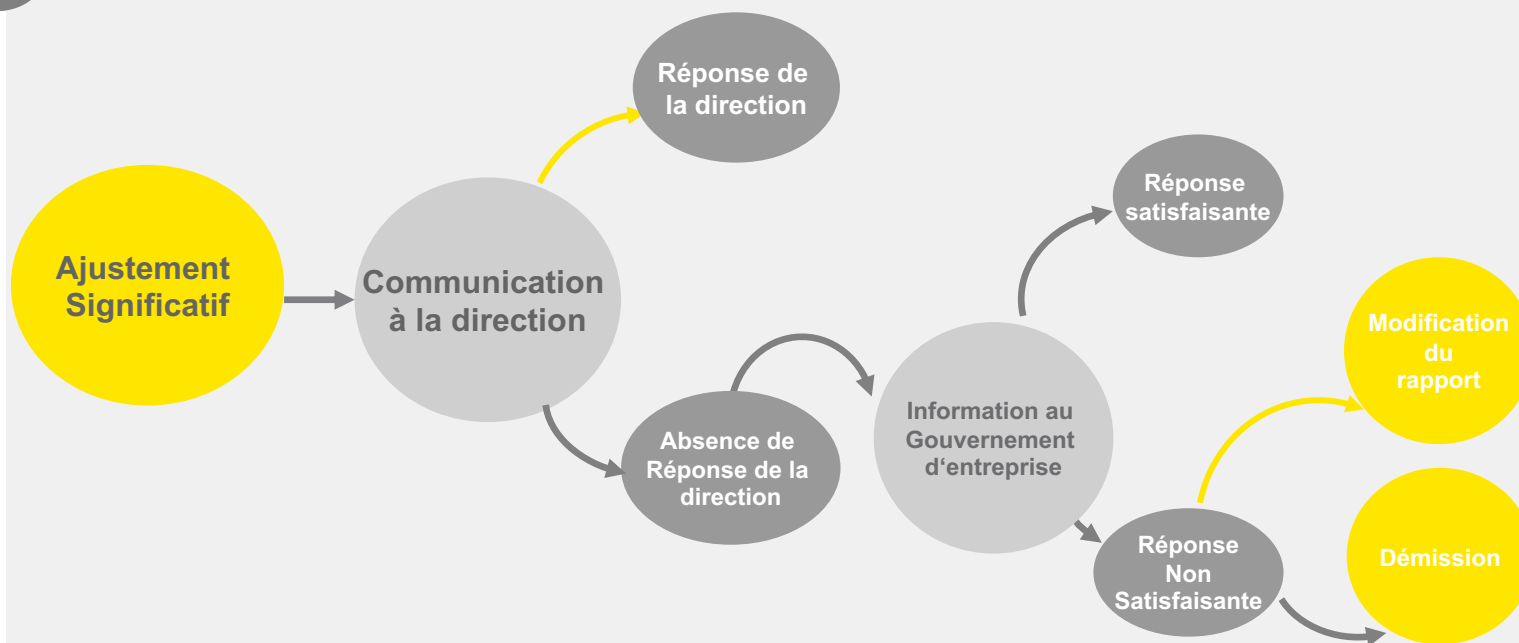 Réponse de
la direction
Ajustement
Significatif
Communication
à la direction
Absence de
Réponse de la
direction
Information au
Gouvernement
d‘entreprise
Réponse
satisfaisante
Réponse
Non
Satisfaisante
Modification
du
rapport
Démission